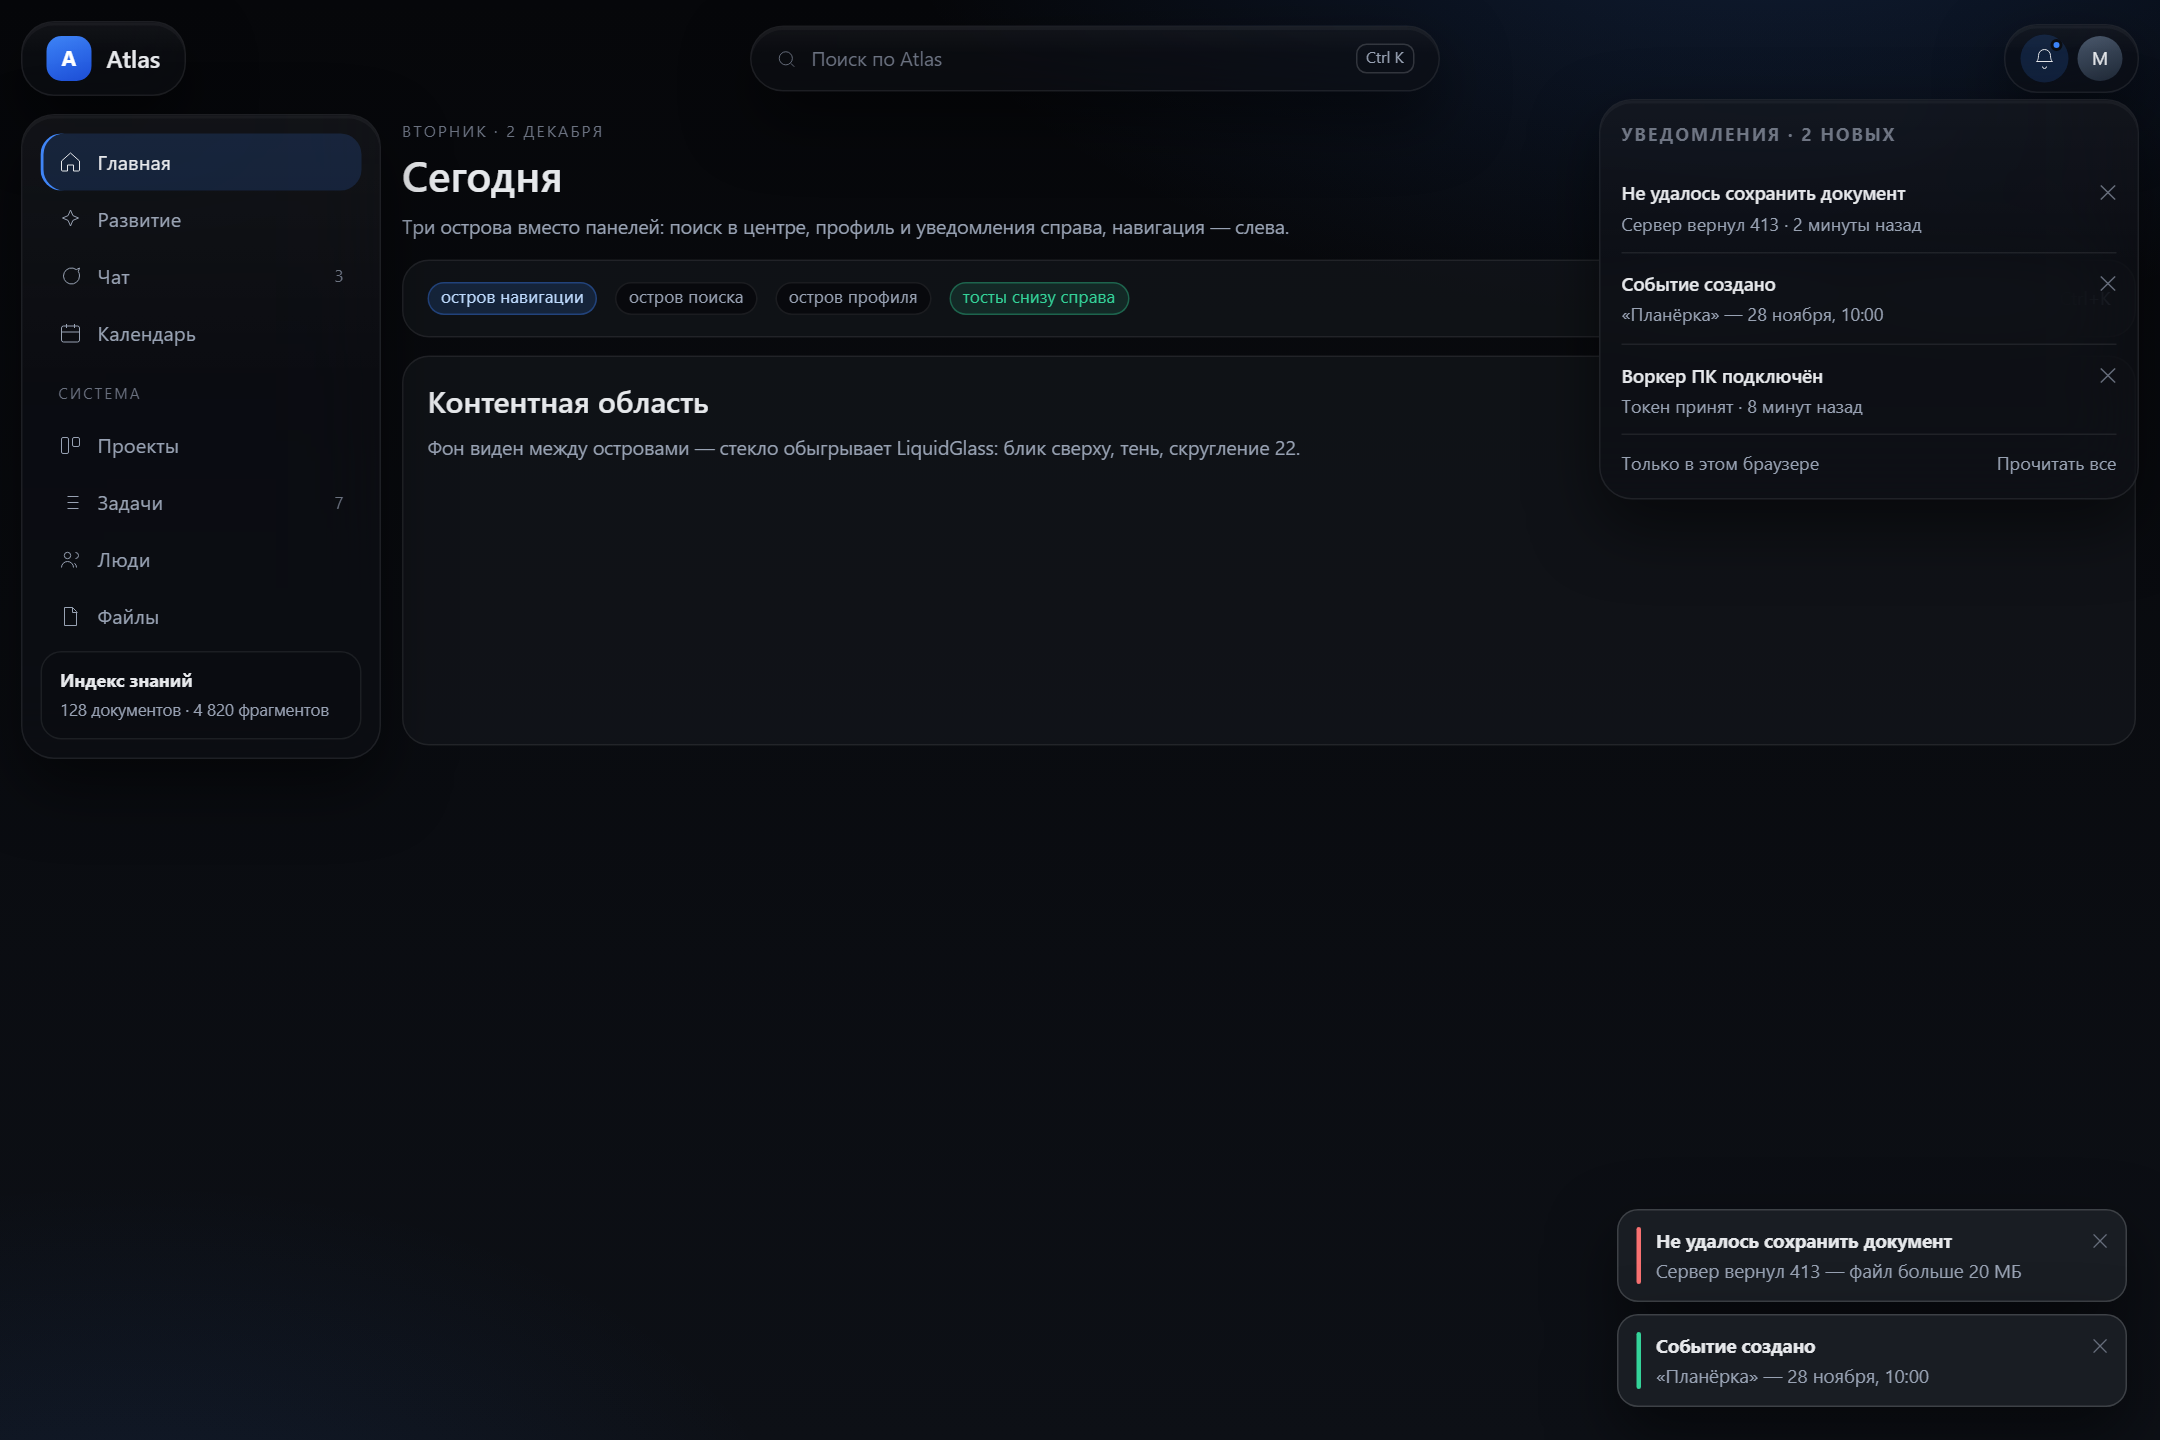 A Atlas
Поиск по Atlas
Ctrl K
M
Главная
Развитие
Чат 3
Календарь
СИСТЕМА
Проекты
Задачи 7
Люди
Файлы
Индекс знаний
128 документов · 4 820 фрагментов
ВТОРНИК · 2 ДЕКАБРЯ
Сегодня
Три острова вместо панелей: поиск в центре, профиль и уведомления справа, навигация — слева.
остров навигации остров поиска остров профиля тосты снизу справа
Контентная область
Фон виден между островами — стекло обыгрывает LiquidGlass: блик сверху, тень, скругление 22.
УВЕДОМЛЕНИЯ · 2 НОВЫХ
Не удалось сохранить документ
Сервер вернул 413 · 2 минуты назад
Событие создано
«Планёрка» — 28 ноября, 10:00
Воркер ПК подключён
Токен принят · 8 минут назад
Только в этом браузере Прочитать все
Не удалось сохранить документ
Сервер вернул 413 — файл больше 20 МБ
Событие создано
«Планёрка» — 28 ноября, 10:00